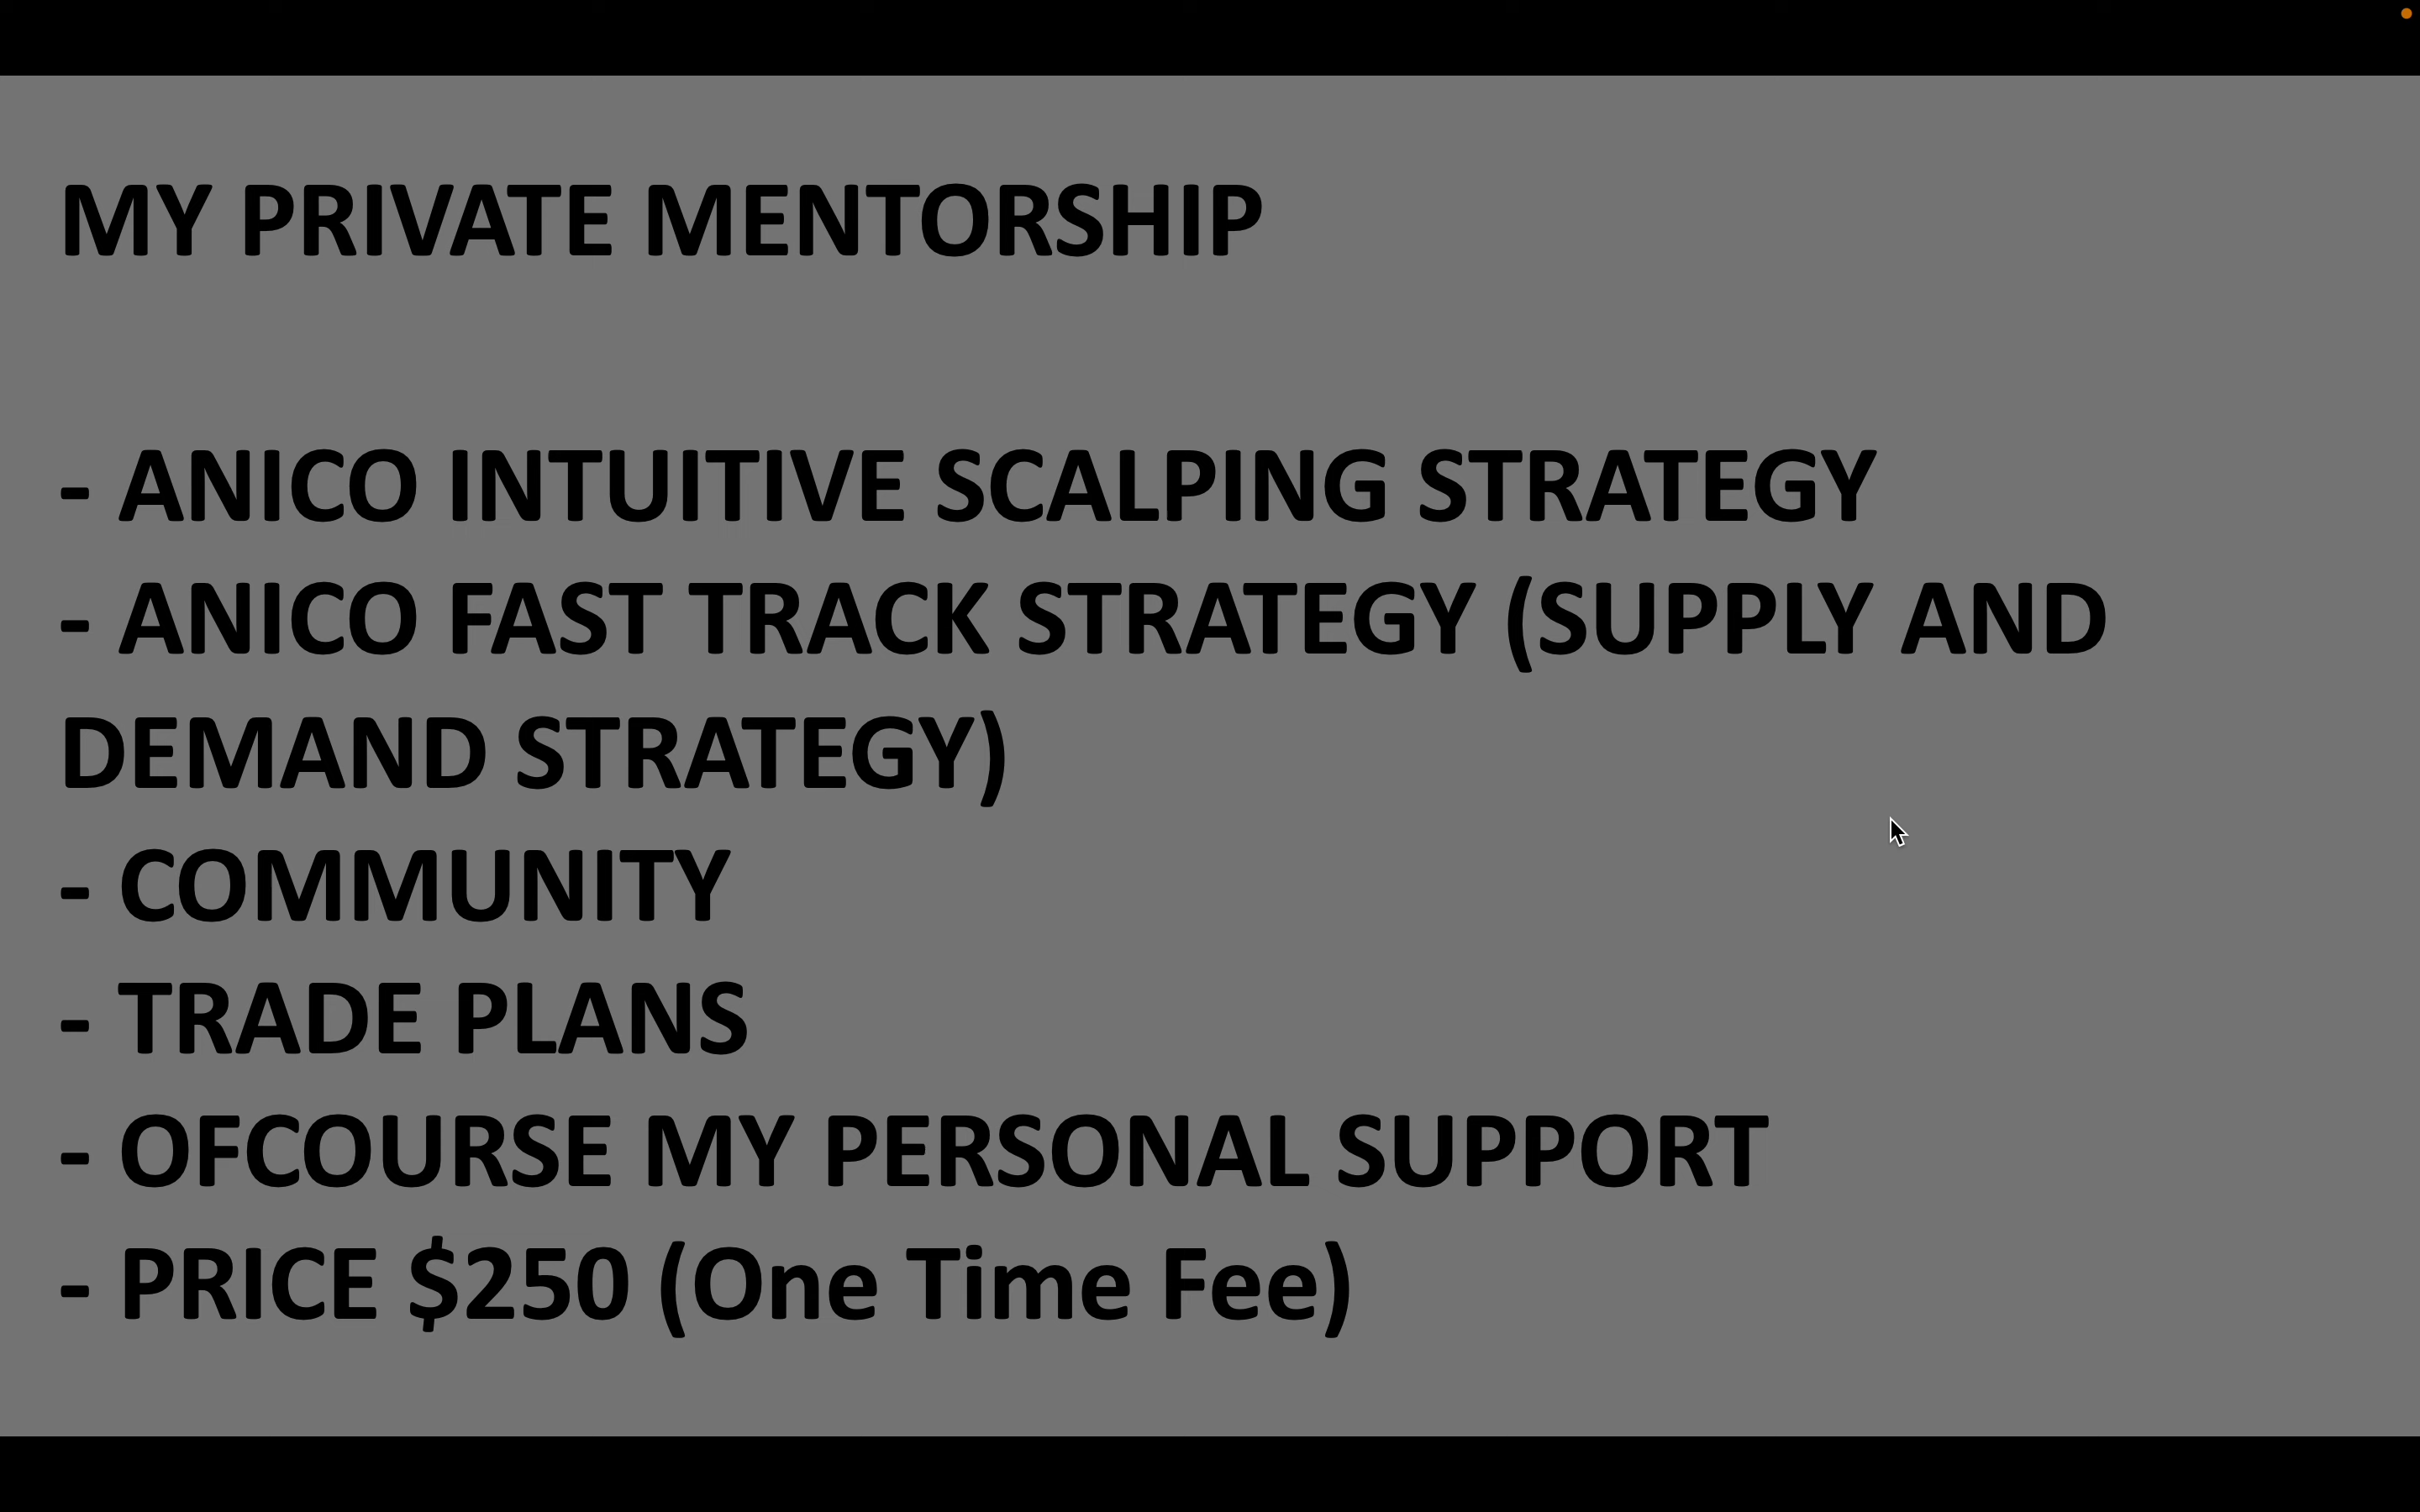 MY PRIVATE MENTORSHIP
- ANICO INTUITIVE SCALPING STRATEGY
- ANICO FAST TRACK STRATEGY (SUPPLY AND
DEMAND STRATEGY)
- COMMUNITY
- TRADE PLANS
- OFCOURSE MY PERSONAL SUPPORT
- PRICE $250 (One Time Fee)